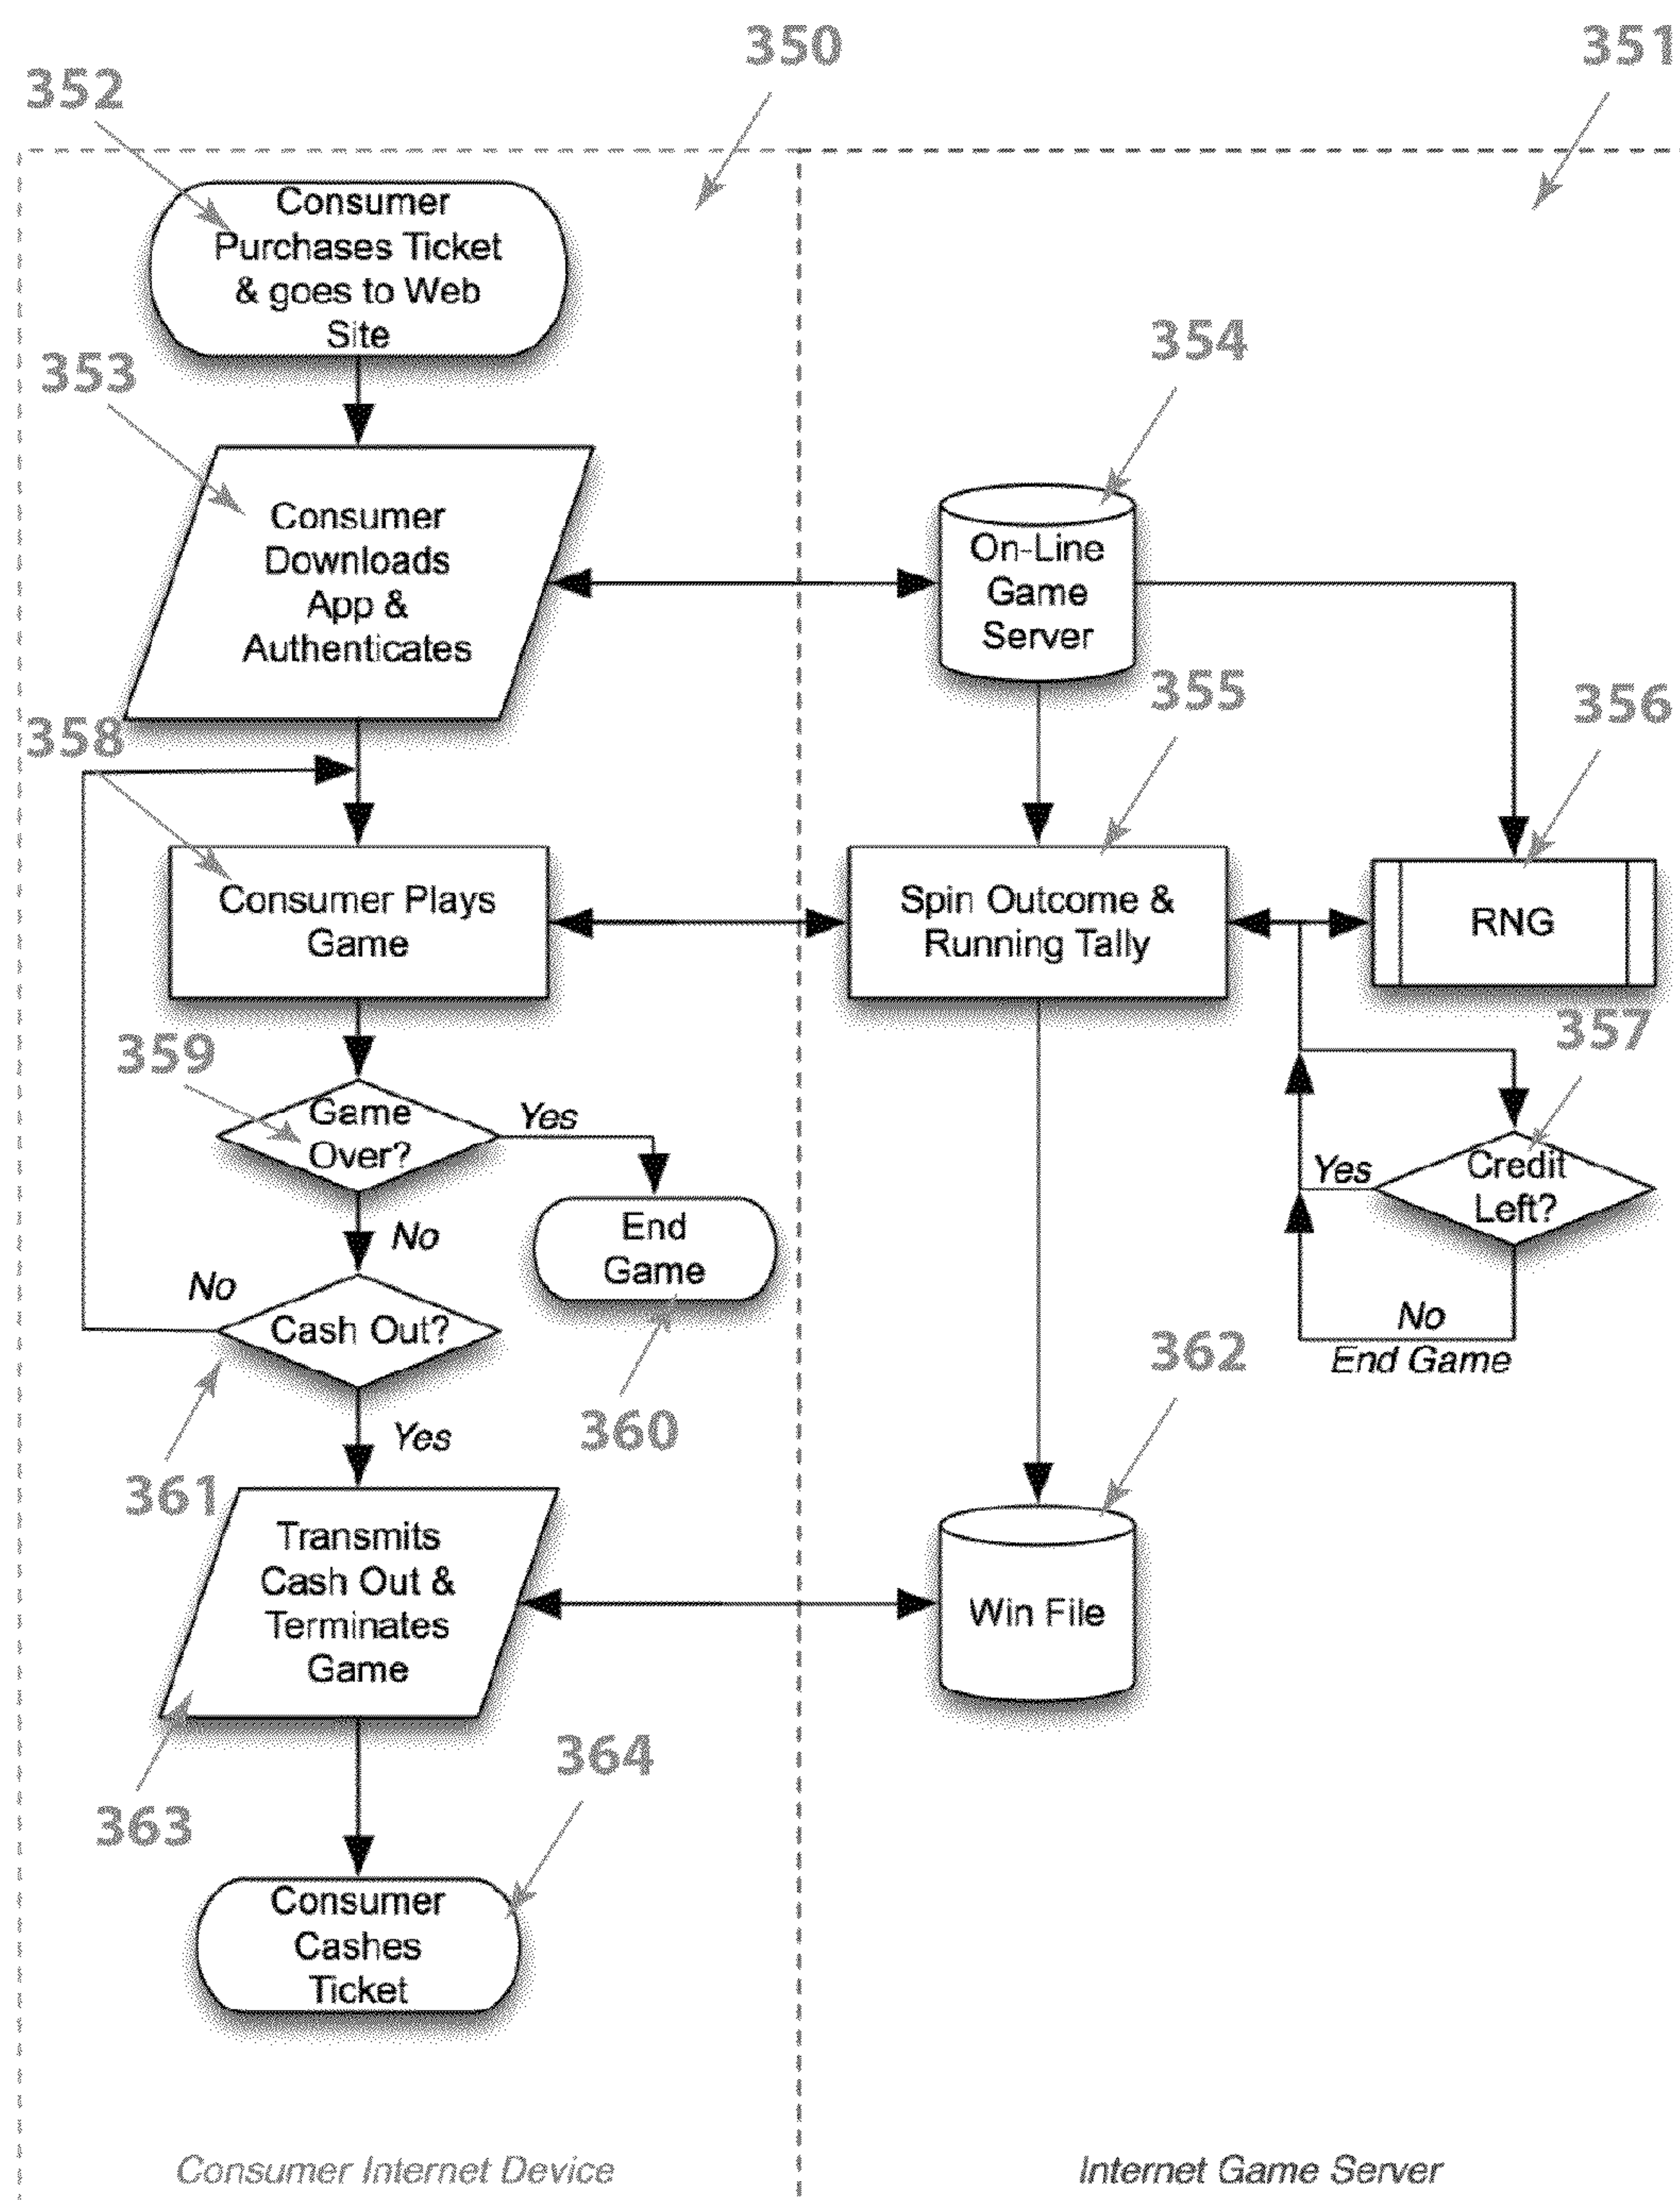 350
351
352
Consumer
Purchases Ticket
& goes to Web
Site
353
354
Consumer
Downloads
App &
Authenticates
On-Line
Game
Server
355
356
358
Consumer Plays
Game
Spin Outcome &
Running Tally
RNG
357
359
Game
Over?
Yes
Credit
Left?
Yes
End
Game
No
No
Cash Out?
No
End Game
362
360
Yes
361
Transmits
Cash Out &
Terminates
Game
Win File
364
363
Consumer
Cashes
Ticket
Consumer Internet Device
Internet Game Server